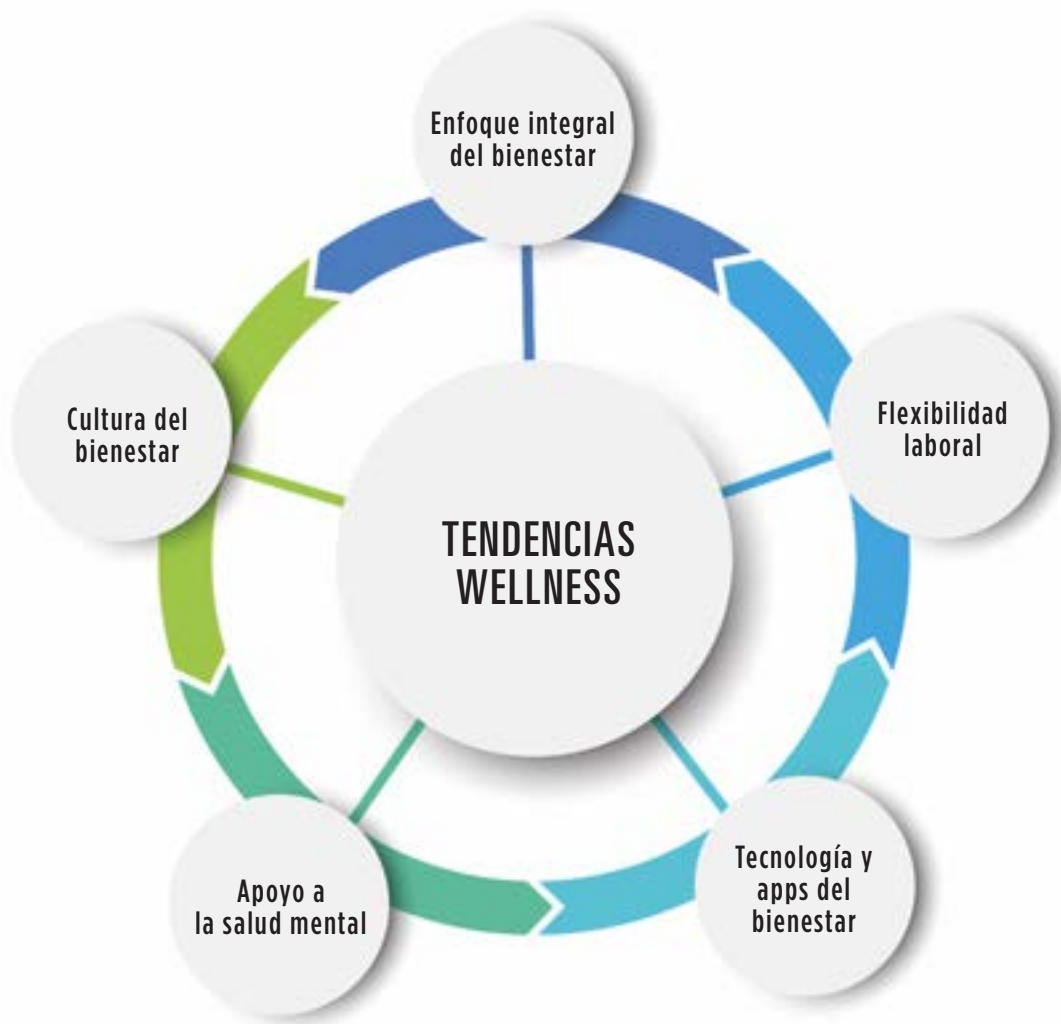 Enfoque integral
del bienestar
Cultura del
bienestar
Flexibilidad
laboral
TENDENCIAS
WELLNESS
Apoyo a
la salud mental
Tecnología y
apps del
bienestar